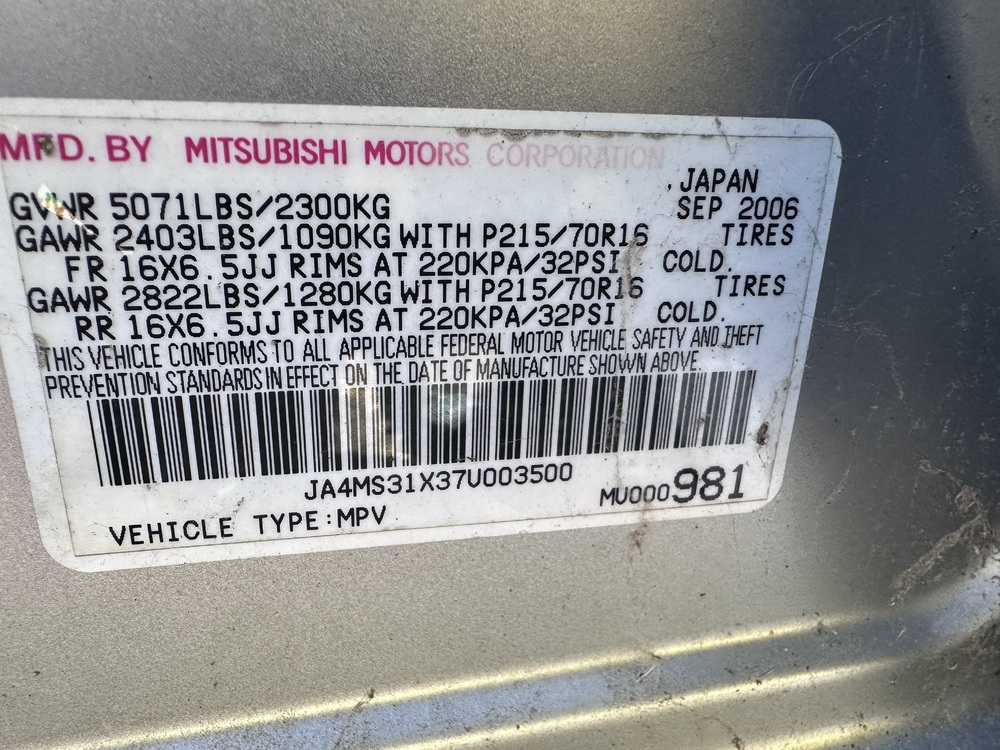 MFD. BY MITSUBISHI MOTORS CORPORATION
JAPAN
GVWR 5071LBS/2300KG SEP 2006
GAWR 2403LBS/1090KG WITH P215/70R16 TIRES
FR 16X6.5JJ RIMS AT 220KPA/32PSI COLD.
GAWR 2822LBS/1280KG WITH P215/70R16 TIRES
RR 16X6.5JJ RIMS AT 220KPA/32PSI COLD.
THIS VEHICLE CONFORMS TO ALL APPLICABLE FEDERAL MOTOR VEHICLE SAFETY AND THEFT
PREVENTION STANDARDS IN EFFECT ON THE DATE OF MANUFACTURE SHOWN ABOVE.
JA4MS31X37U003500
MU000981
VEHICLE TYPE:MPV